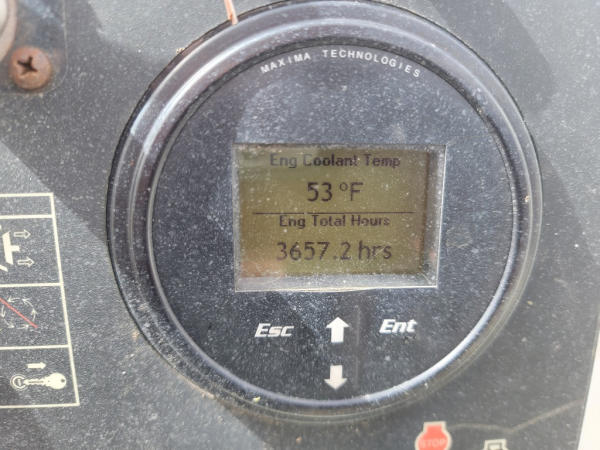 MAXIMA TECHNOLOGIES
Eng Coolant Temp
53 °F
Eng Total Hours
3657.2 hrs
Esc
Ent
STOP